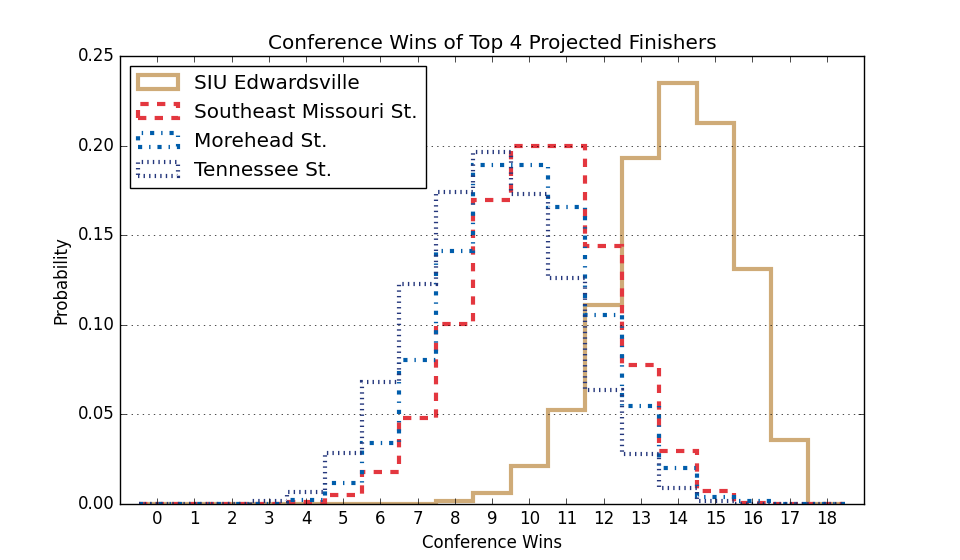 Conference Wins of Top 4 Projected Finishers
SIU Edwardsville
Southeast Missouri St.
Morehead St.
Tennessee St.
Probability
0.25
0.20
0.15
0.10
0.05
0.00
0 1 2 3 4 5 6 7 8 9 10 11 12 13 14 15 16 17 18
Conference Wins